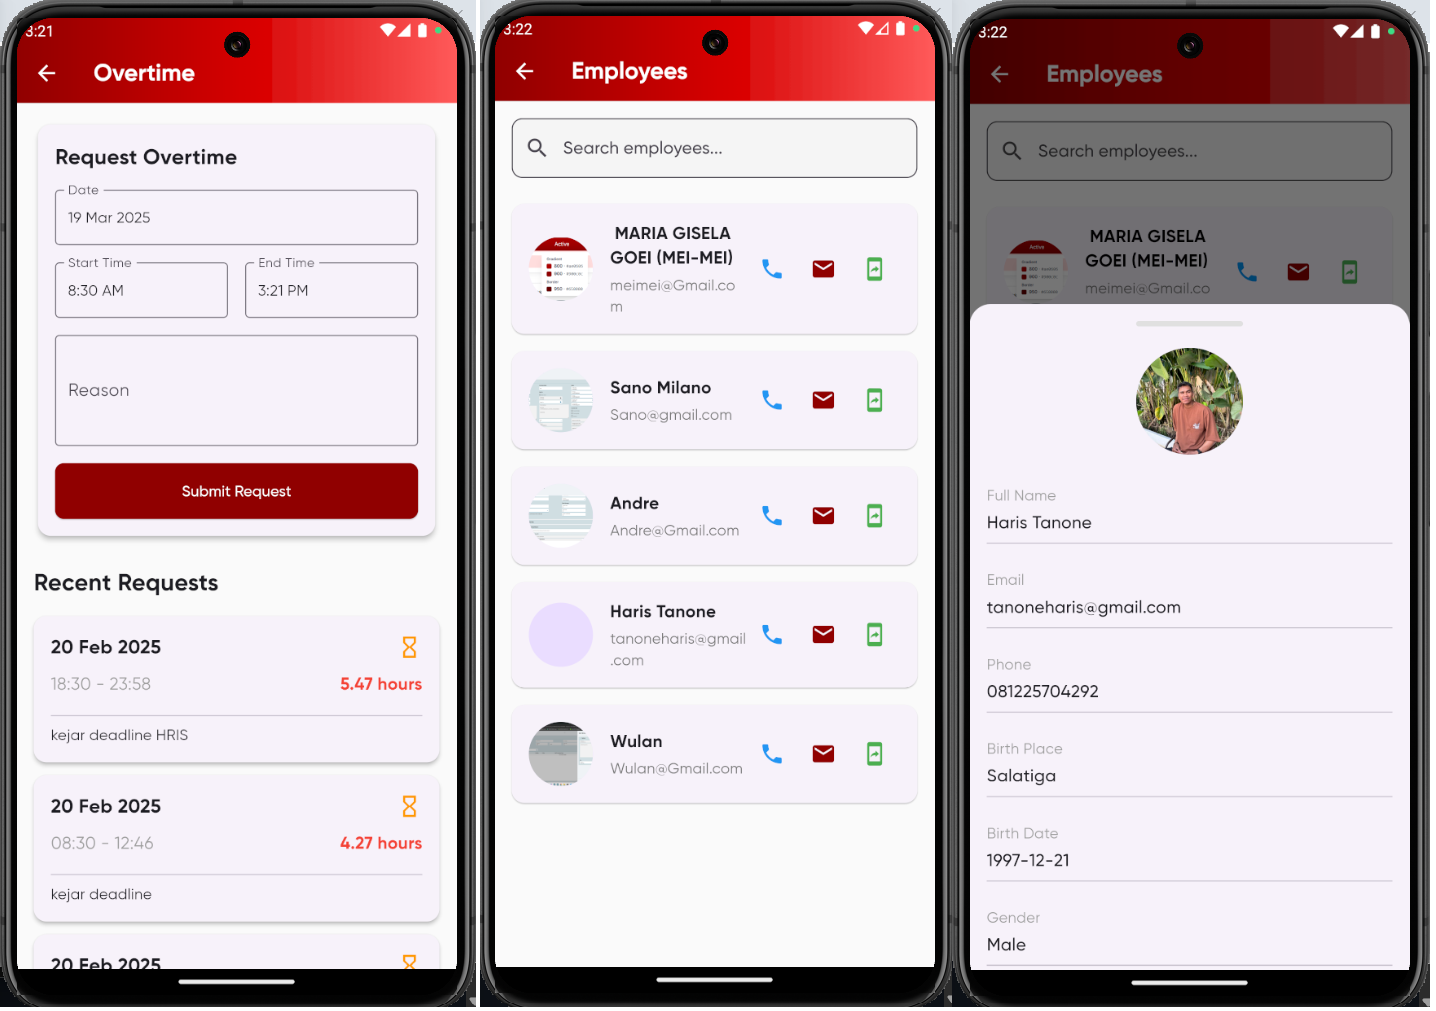 3:21
Overtime
Request Overtime
Date
19 Mar 2025
Start Time
End Time
8:30 AM
3:21 PM
Reason
Submit Request
Recent Requests
20 Feb 2025
18:30 - 23:58
5.47 hours
kejar deadline HRIS
20 Feb 2025
08:30 - 12:46
4.27 hours
kejar deadline
20 Feb 2025
3:22
Employees
Search employees...
MARIA GISELA
GOEI (MEI-MEI)
meimei@Gmail.co
m
Active
Sano Milano
Sano@gmail.com
Andre
Andre@Gmail.com
Haris Tanone
tanoneharis@gmail
.com
Wulan
Wulan@Gmail.com
3:22
Employees
Search employees...
MARIA GISELA
GOEI (MEI-MEI)
meimei@Gmail.co
Full Name
Haris Tanone
Email
tanoneharis@gmail.com
Phone
081225704292
Birth Place
Salatiga
Birth Date
1997-12-21
Gender
Male